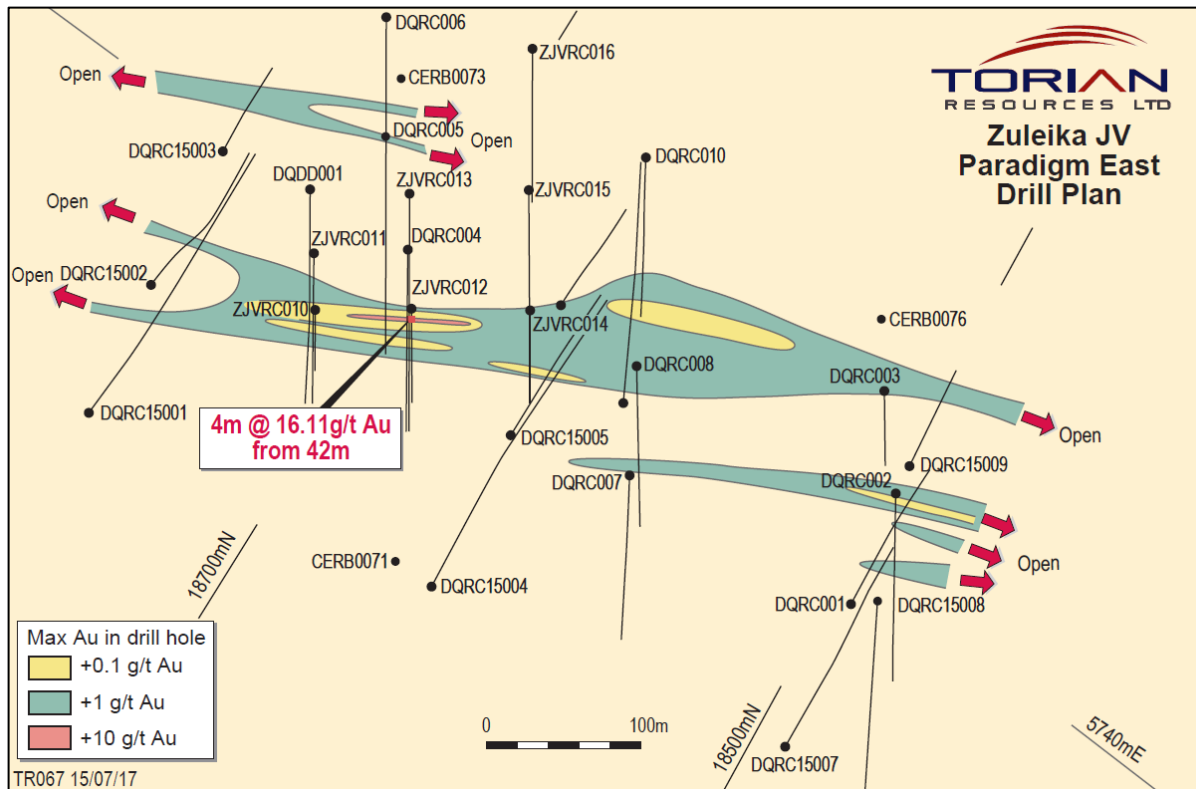 DQRC006
ZJVRC016
TORIAN
RESOURCES LTD
Zuleika JV
Paradigm East
Drill Plan
Open
CERB0073
DQRC005
Open
DQRC15003
DQRC010
DQDD001
ZJVRC013
ZJVRC015
Open
ZJVRC011
DQRC004
Open
DQRC15002
ZJVRC012
ZJVRC010
ZJVRC014
CERB0076
DQRC008
DQRC003
DQRC15001
4m @ 16.11g/t Au
from 42m
DQRC15005
Open
DQRC15009
DQRC007
DQRC002
18700mN
CERB0071
DQRC15004
Open
DQRC001
DQRC15008
Max Au in drill hole
+0.1 g/t Au
+1 g/t Au
+10 g/t Au
0
100m
18500mN
5740mE
DQRC15007
TR067 15/07/17